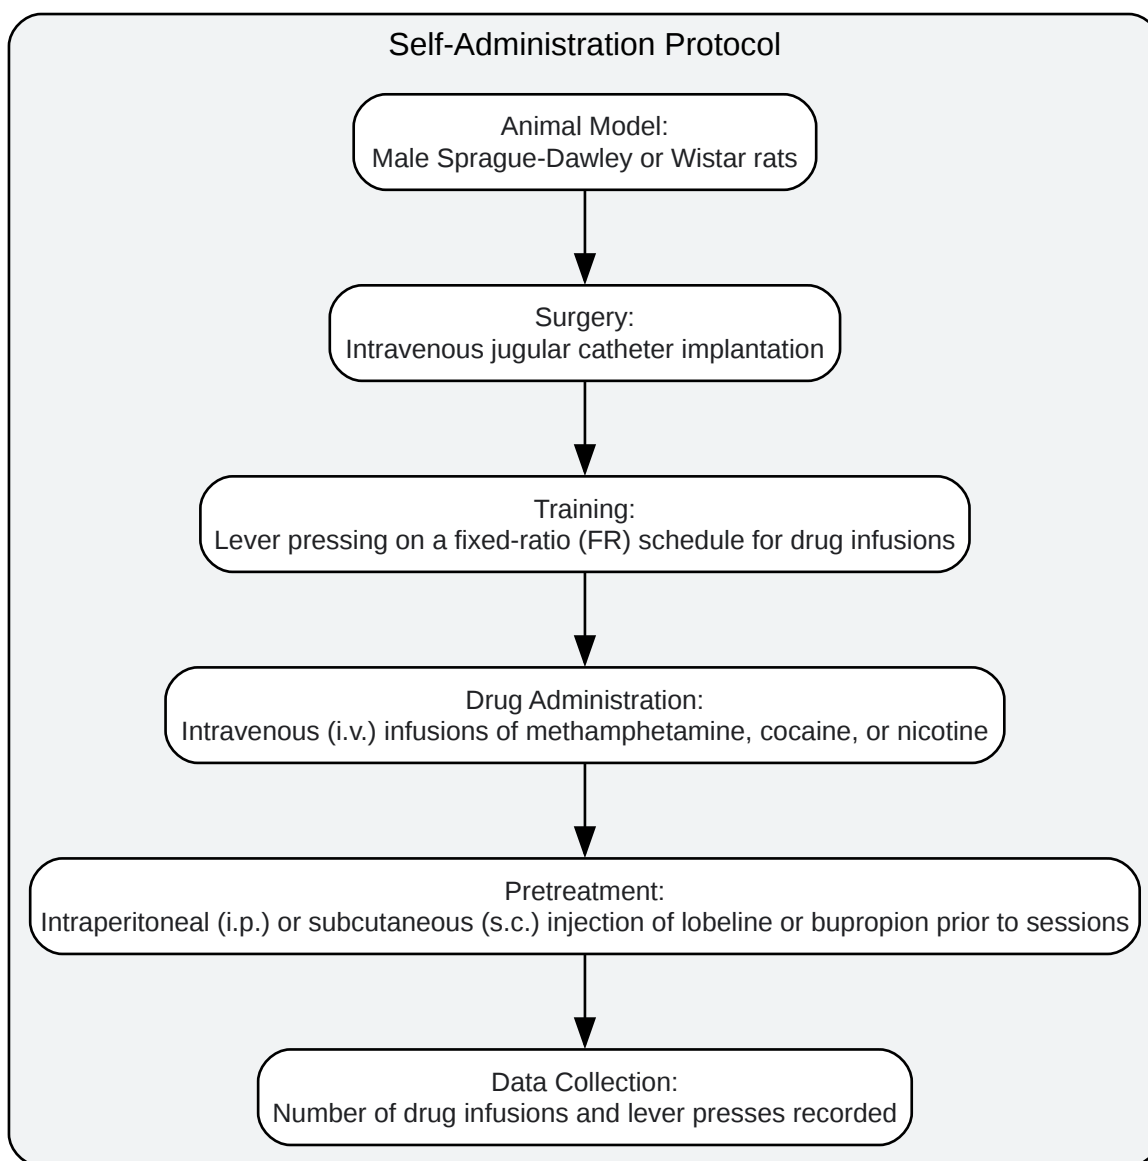 Self-Administration Protocol
Animal Model:
Male Sprague-Dawley or Wistar rats
Surgery:
Intravenous jugular catheter implantation
Training:
Lever pressing on a fixed-ratio (FR) schedule for drug infusions
Drug Administration:
Intravenous (i.v.) infusions of methamphetamine, cocaine, or nicotine
Pretreatment:
Intraperitoneal (i.p.) or subcutaneous (s.c.) injection of lobeline or bupropion prior to sessions
Data Collection:
Number of drug infusions and lever presses recorded